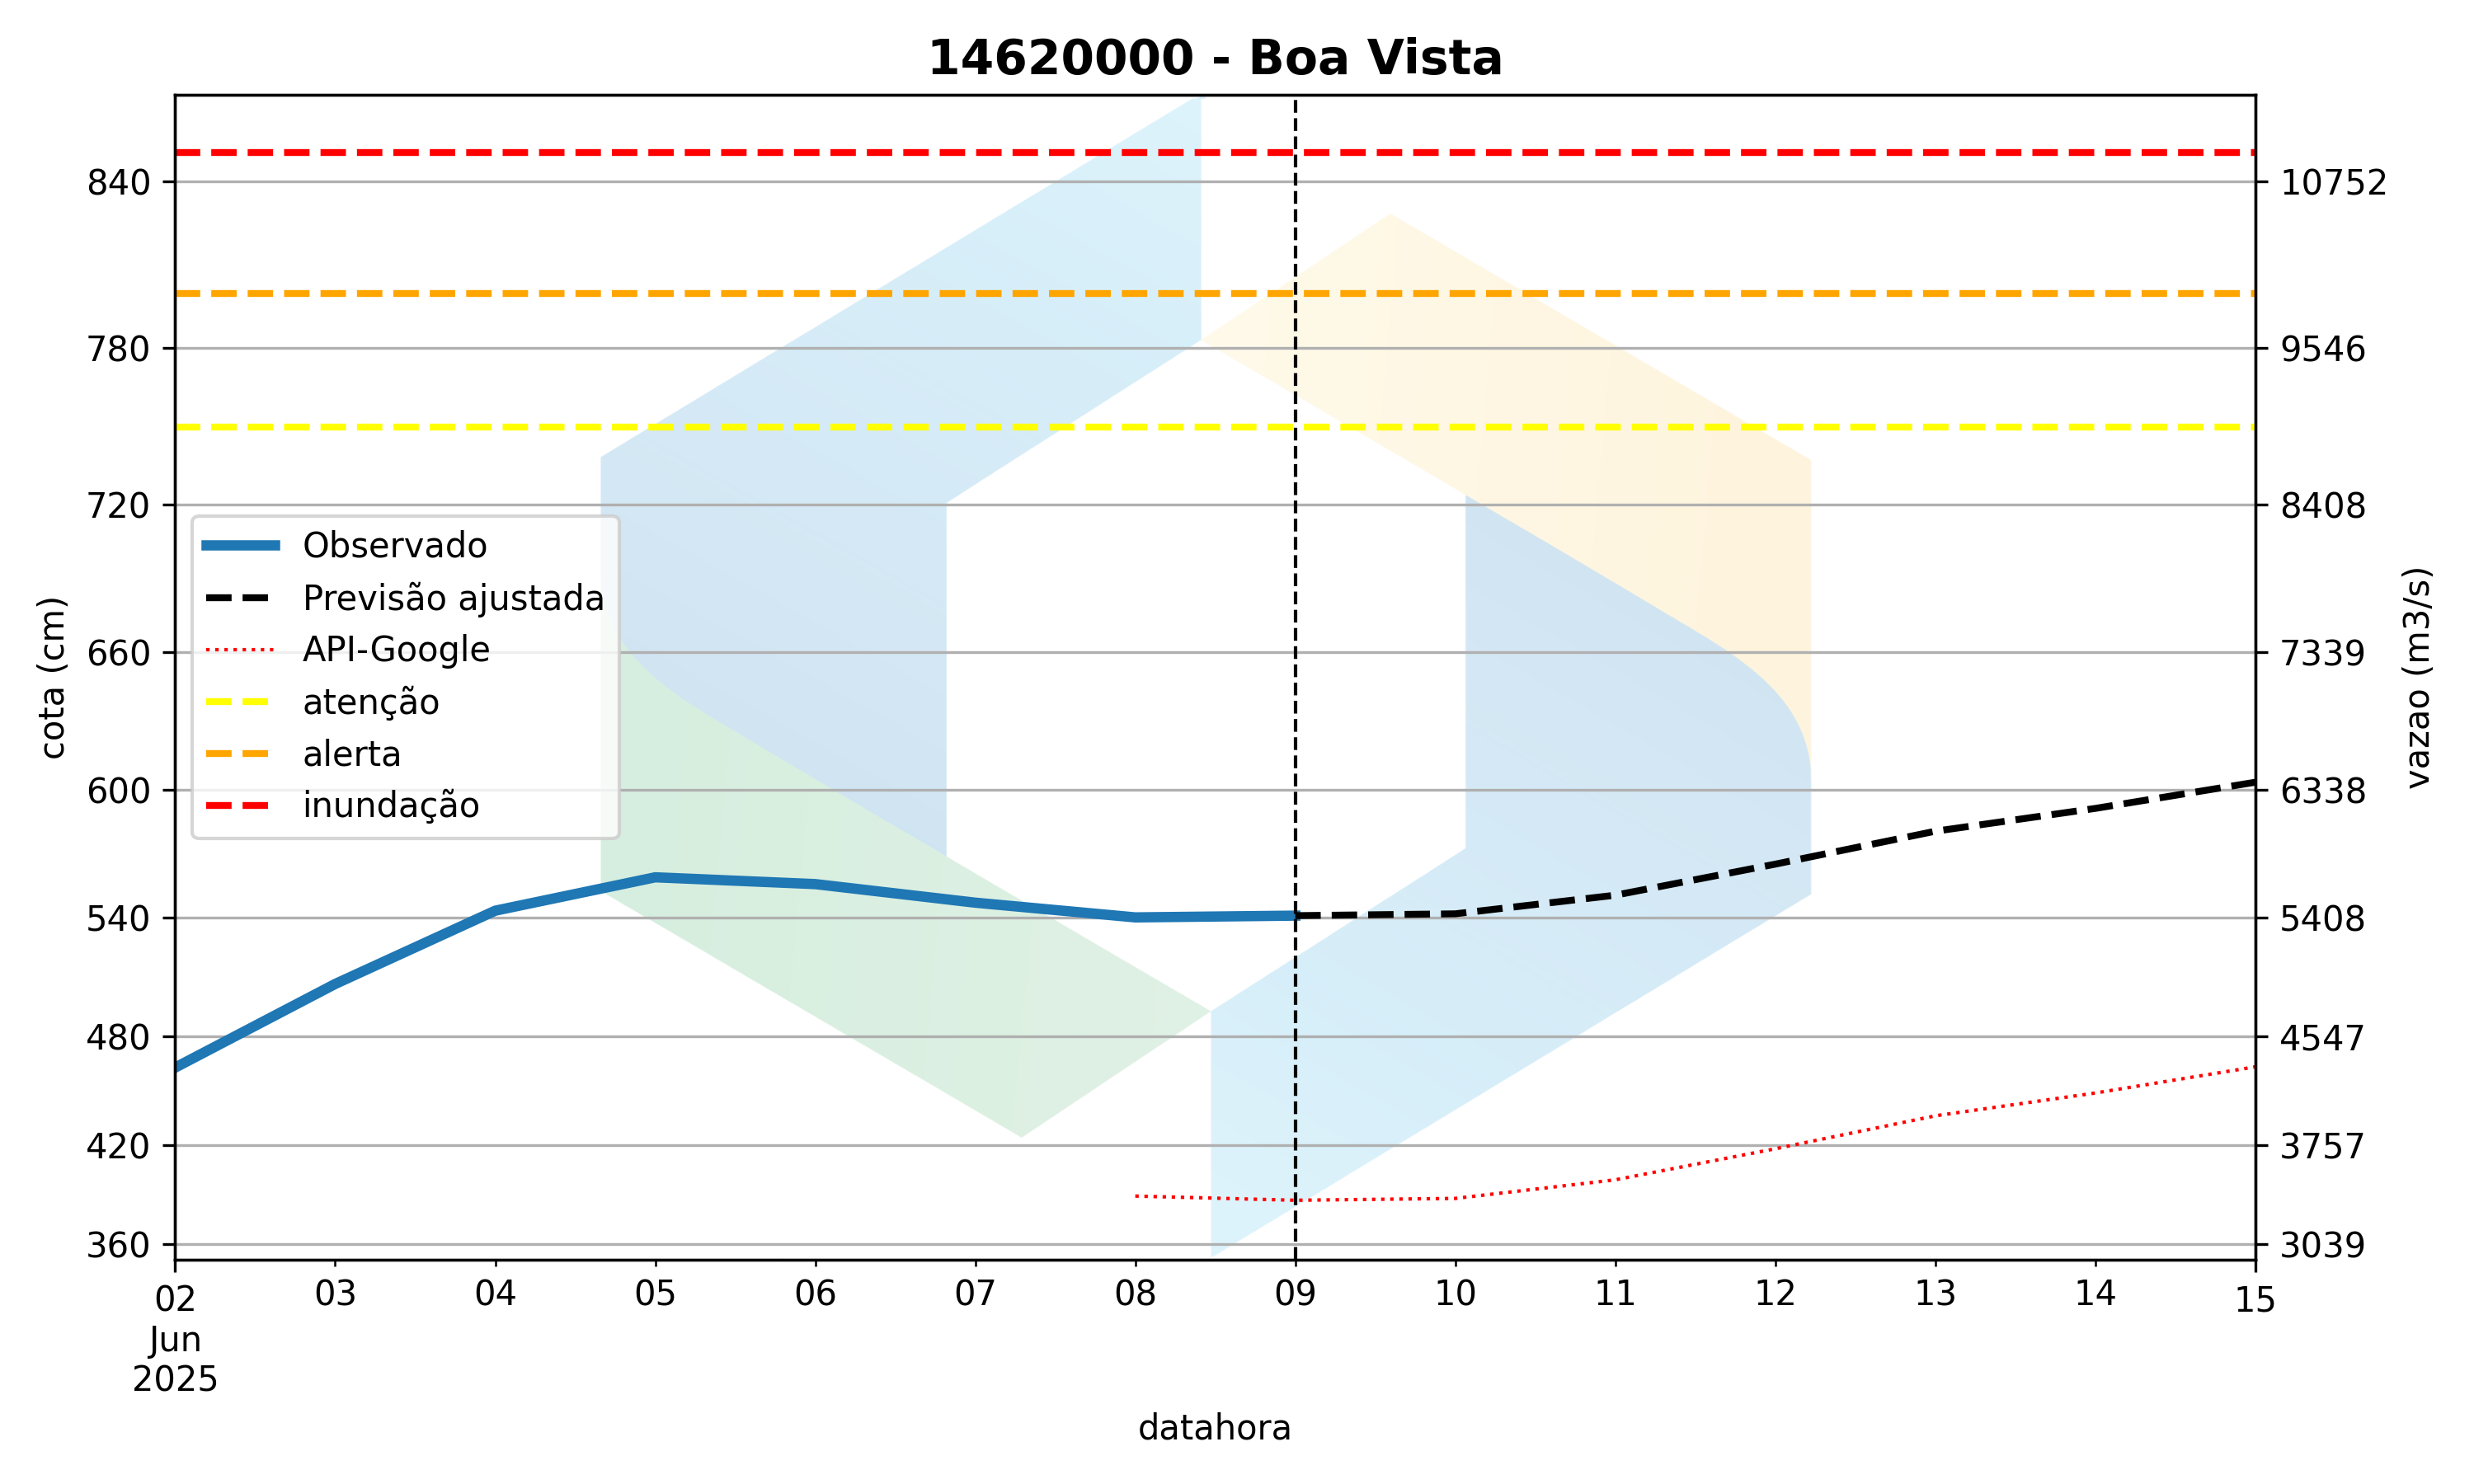 14620000 - Boa Vista
840
780
720
660
600
540
480
420
360
cota (cm)
10752
9546
8408
7339
6338
5408
4547
3757
3039
vazao (m3/s)
Observado
Previsão ajustada
API-Google
atenção
alerta
inundação
02 03 04 05 06 07 08 09 10 11 12 13 14 15
Jun
2025
datahora